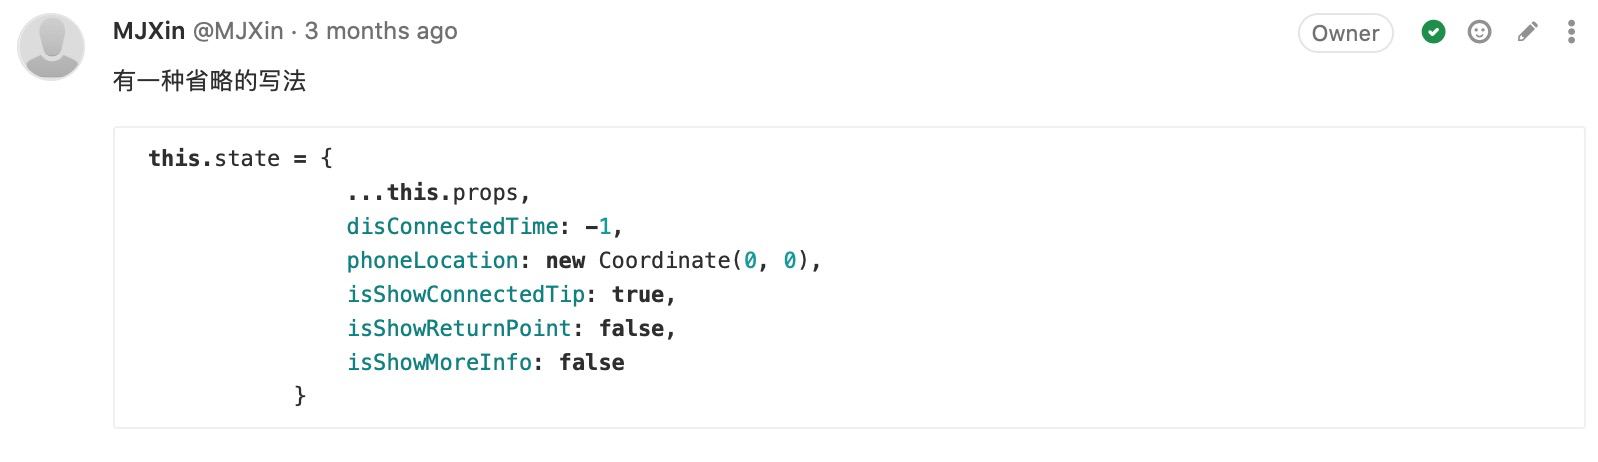 MJXin @MJXin · 3 months ago
Owner
有一种省略的写法
this.state = {
...this.props,
disConnectedTime: -1,
phoneLocation: new Coordinate(0, 0),
isShowConnectedTip: true,
isShowReturnPoint: false,
isShowMoreInfo: false
}